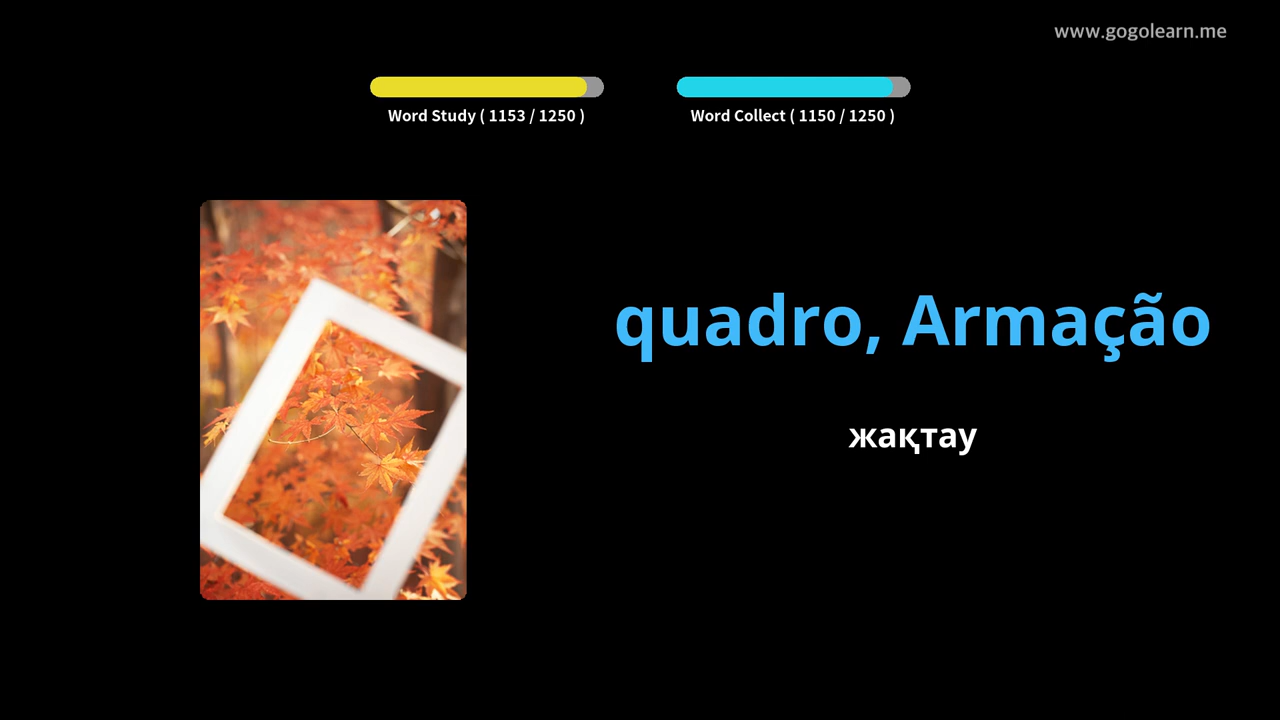 www.gogolearn.me
Word Study ( 1153 / 1250 )
Word Collect ( 1150 / 1250 )
quadro, Armação
жақтау